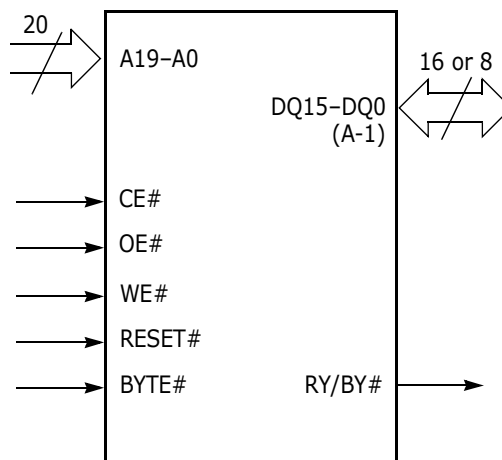 20
A19–A0
16 or 8
DQ15–DQ0
(A-1)
CE#
OE#
WE#
RESET#
BYTE#
RY/BY#